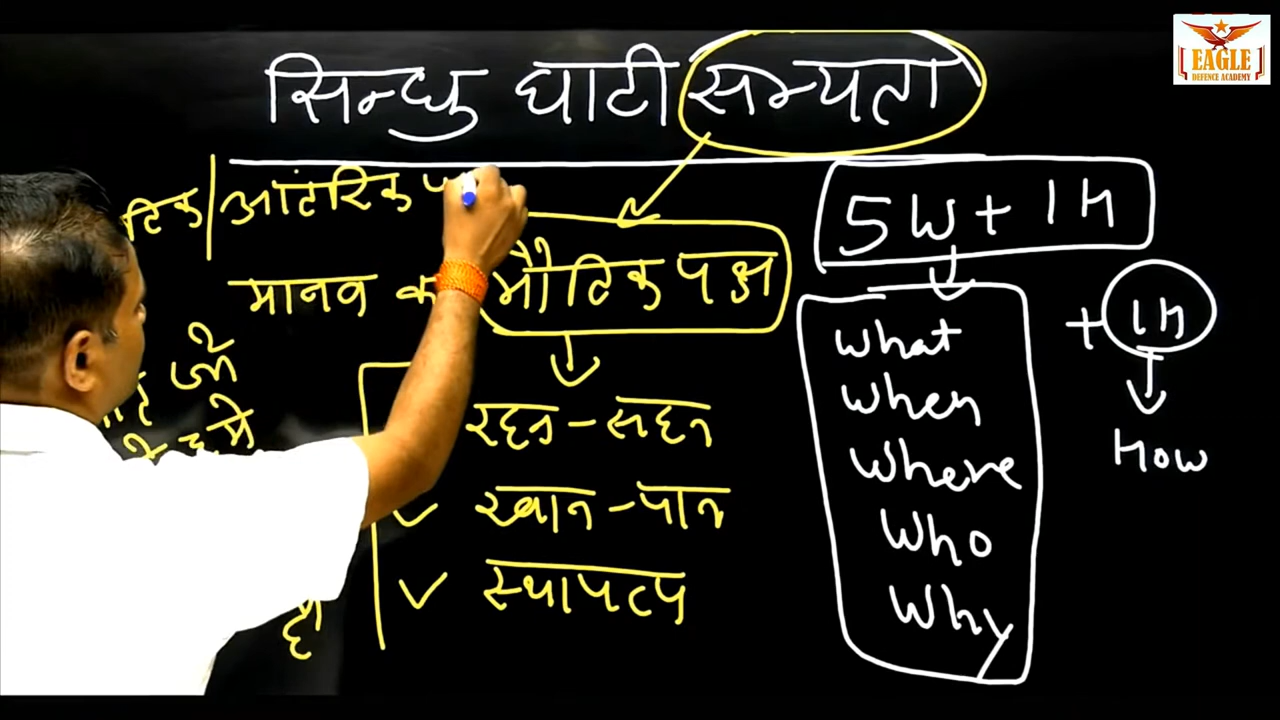 EAGLE
DEFENCE ACADEMY
सिन्धु घाटी सभ्यता
टिक/आंतरिक
5W + 1H
मानव का भौतिक पक्ष
What
+ 1H
When
जो
रहन-सहन
Where
How
में
खान-पान
Who
स्थापत्य
Why